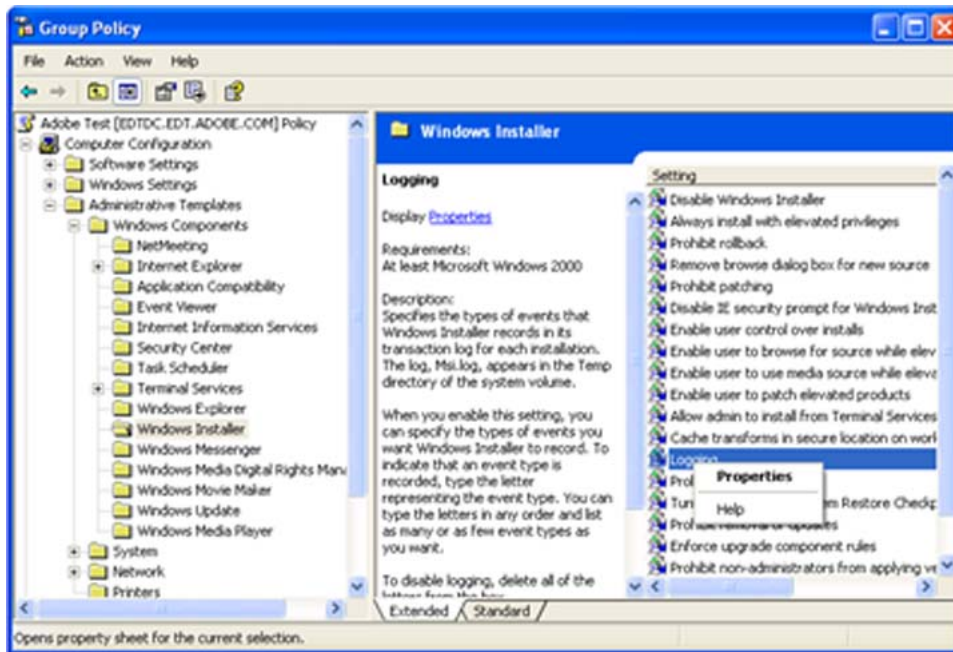 Group Policy
File Action View Help
Adobe Test [EDTDC.EDT.ADOBE.COM] Policy
Computer Configuration
Software Settings
Windows Settings
Administrative Templates
Windows Components
NetMeeting
Internet Explorer
Application Compatibility
Event Viewer
Internet Information Services
Security Center
Task Scheduler
Terminal Services
Windows Explorer
Windows Installer
Windows Messenger
Windows Media Digital Rights Man
Windows Movie Maker
Windows Update
Windows Media Player
System
Network
Printers
Windows Installer
Logging
Display Properties
Requirements:
At least Microsoft Windows 2000
Description:
Specifies the types of events that
Windows Installer records in its
transaction log for each installation.
The log, Msi.log, appears in the Temp
directory of the system volume.
When you enable this setting, you
can specify the types of events you
want Windows Installer to record. To
indicate that an event type is
recorded, type the letter
representing the event type. You can
type the letters in any order and list
as many or as few event types as
you want.
To disable logging, delete all of the
letters from the box
Setting
Disable Windows Installer
Always install with elevated privileges
Prohibit rollback
Remove browse dialog box for new source
Prohibit patching
Disable IE security prompt for Windows Inst
Enable user control over installs
Enable user to browse for source while elev
Enable user to use media source while eleva
Enable user to patch elevated products
Allow admin to install from Terminal Services
Cache transforms in secure location on work
Logging
Properties
Help
Tur
m Restore Checkp
Prohibit removal of updates
Enforce upgrade component rules
Prohibit non-administrators from applying ve
Extended Standard
Opens property sheet for the current selection.